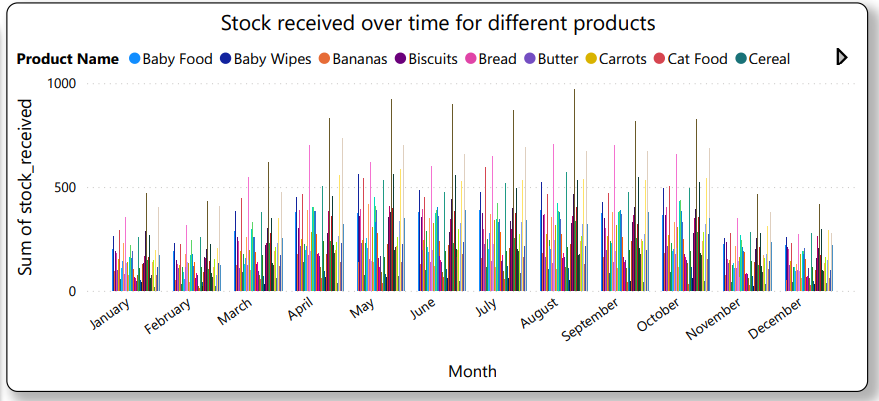 Stock received over time for different products
Product Name Baby Food Baby Wipes Bananas Biscuits Bread Butter Carrots Cat Food Cereal
Sum of stock_received
1000
500
0
January February March April May June July August September October November December
Month